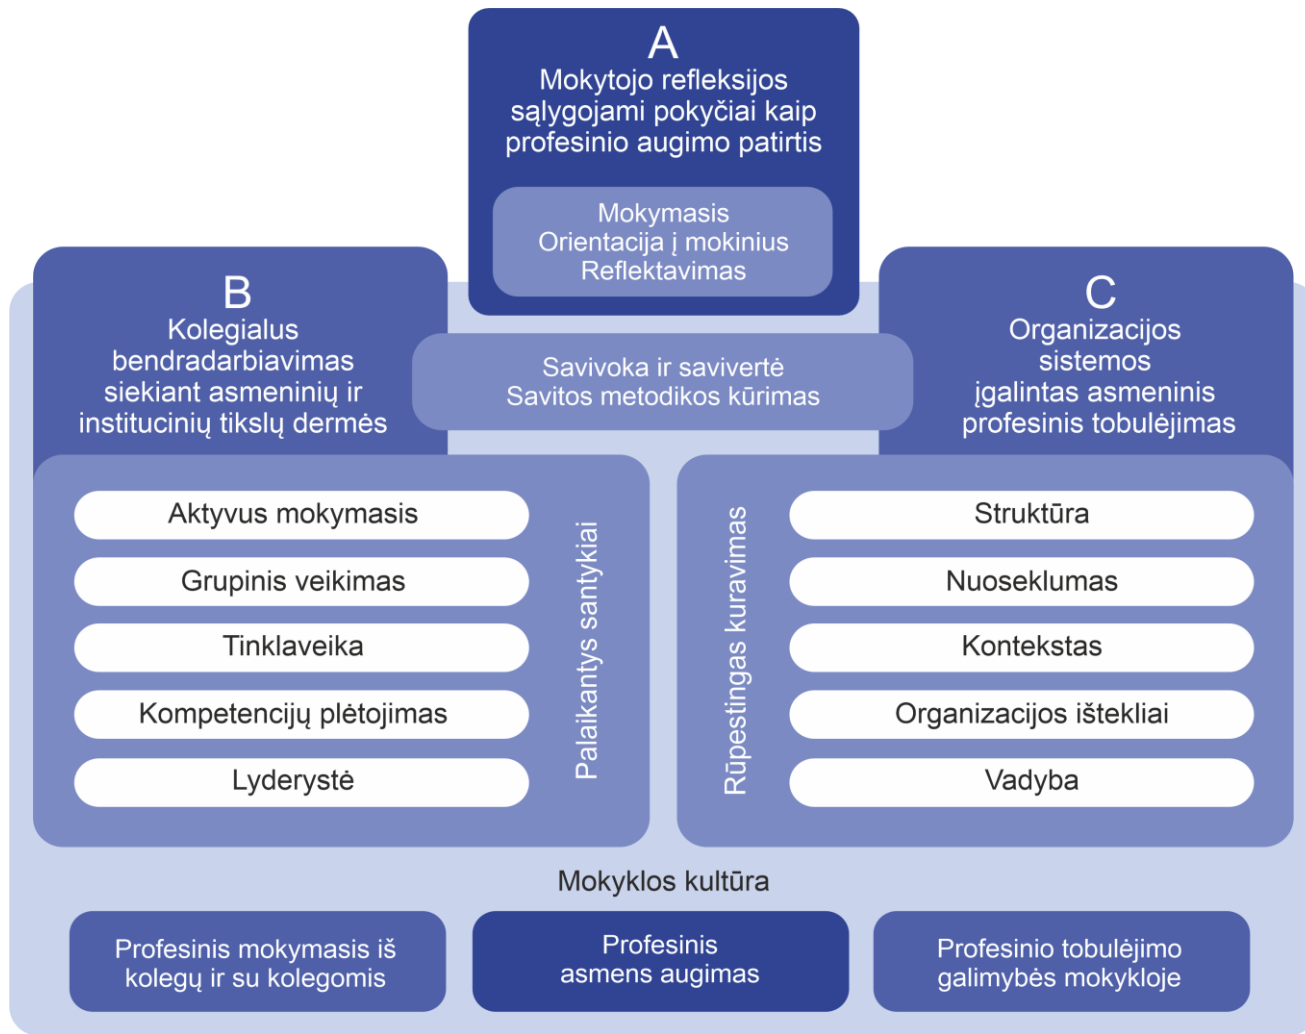 A
Mokytojo refleksijos
sąlygojami pokyčiai kaip
profesinio augimo patirtis
Mokymasis
Orientacija į mokinius
Reflektavimas
B
Kolegialus
bendradarbiavimas
siekiant asmeninių ir
institucinių tikslų dermės
Savivoka ir savivertė
Savitos metodikos kūrimas
C
Organizacijos
sistemos
įgalintas asmeninis
profesinis tobulėjimas
Aktyvus mokymasis
Grupinis veikimas
Tinklaveika
Kompetencijų plėtojimas
Lyderystė
Palaikantys santykiai
Rūpestingas kuravimas
Struktūra
Nuoseklumas
Kontekstas
Organizacijos ištekliai
Vadyba
Mokyklos kultūra
Profesinis mokymasis iš
kolegų ir su kolegomis
Profesinis
asmens augimas
Profesinio tobulėjimo
galimybės mokykloje